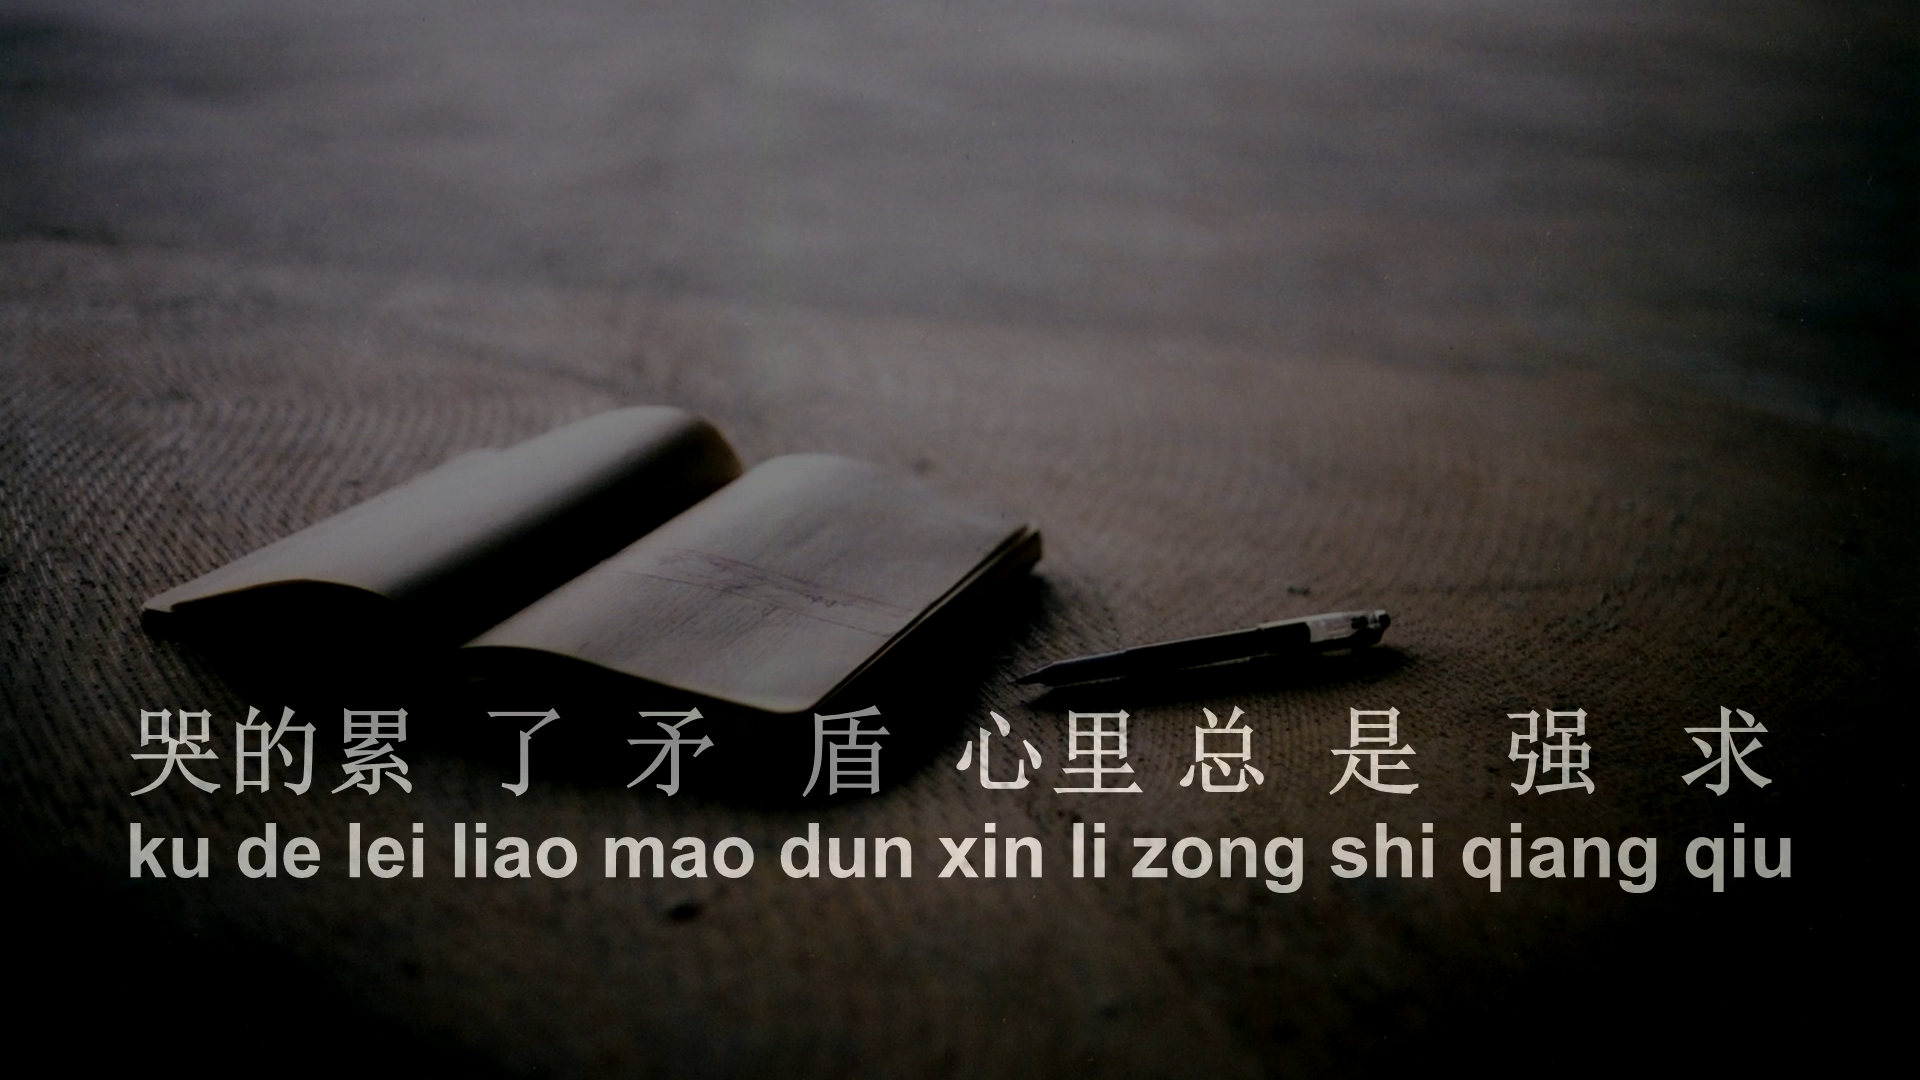 哭的累 了 矛 盾 心里 总 是 强 求
ku de lei liao mao dun xin li zong shi qiang qiu